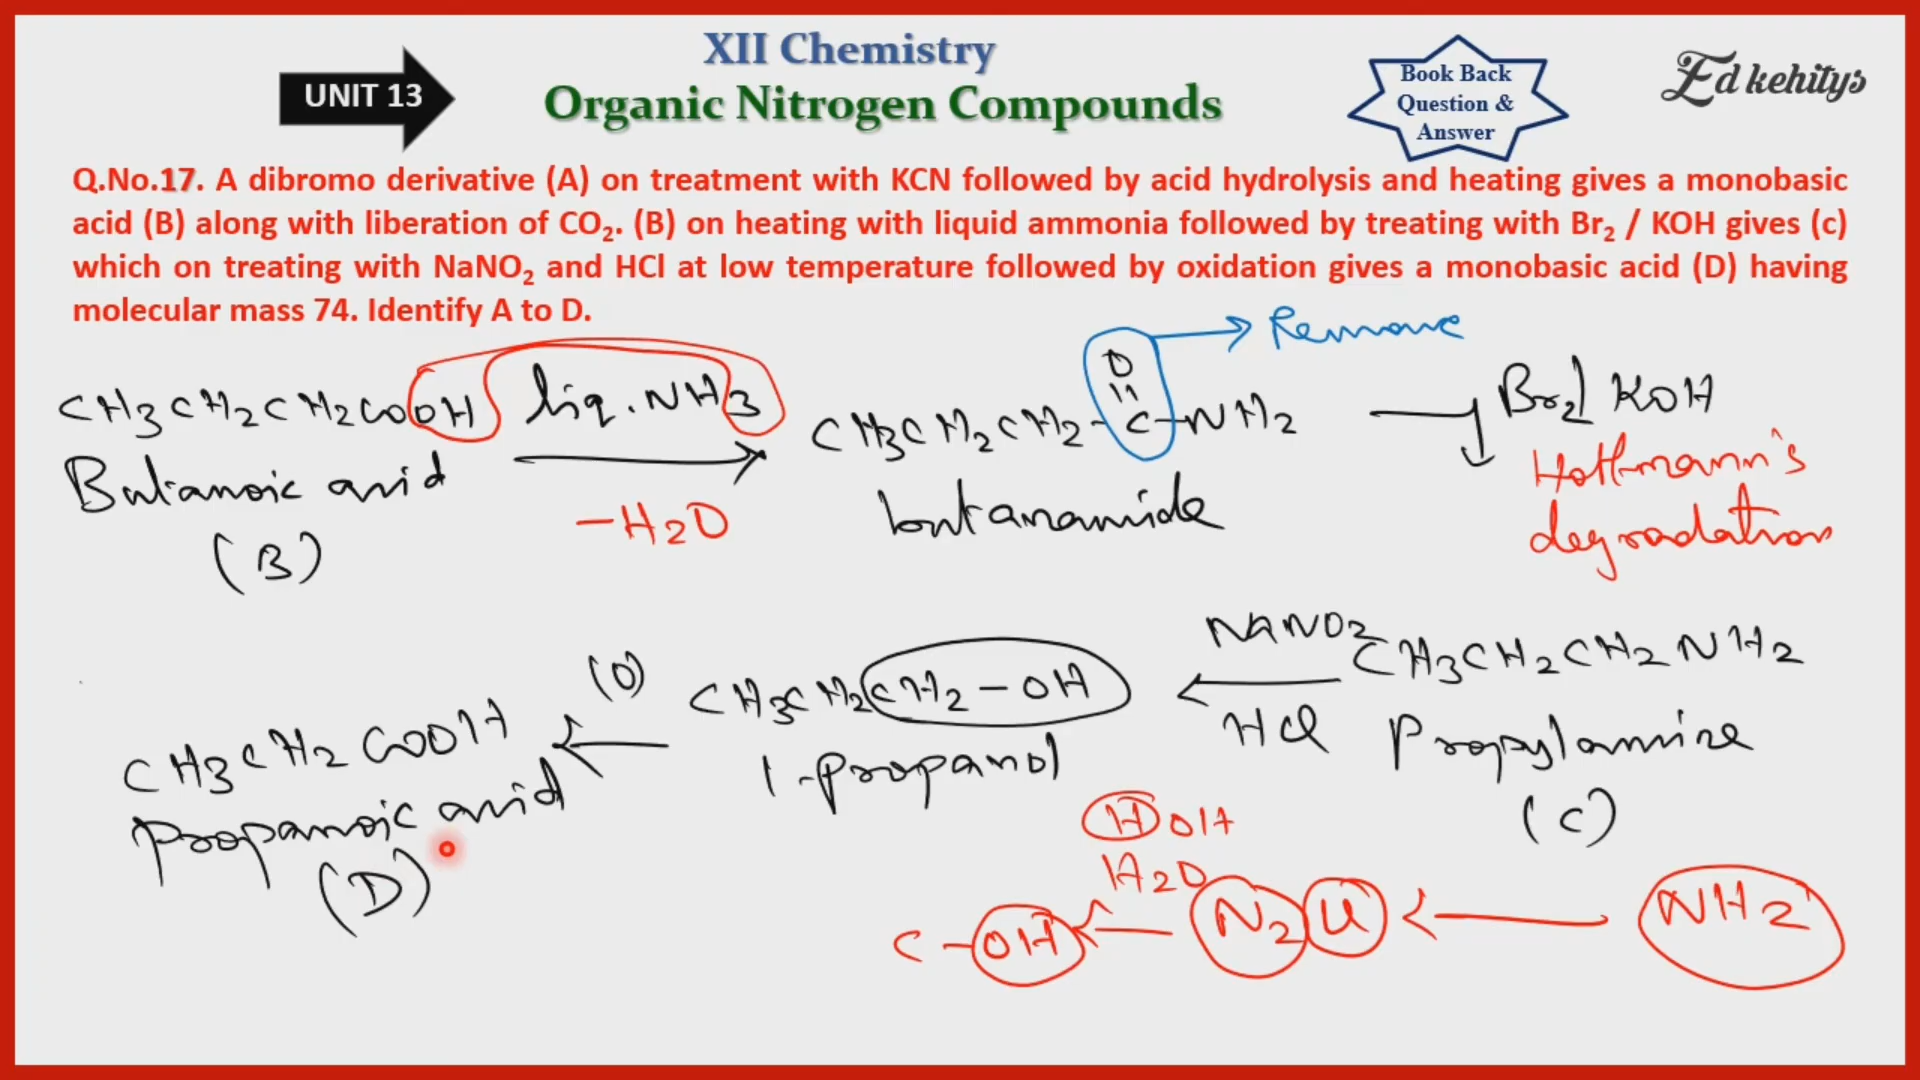 XII Chemistry
UNIT 13
Organic Nitrogen Compounds
Book Back
Question &
Answer
Ed kehitys
Q.No.17. A dibromo derivative (A) on treatment with KCN followed by acid hydrolysis and heating gives a monobasic
acid (B) along with liberation of CO₂. (B) on heating with liquid ammonia followed by treating with Br₂ / KOH gives (c)
which on treating with NaNO₂ and HCl at low temperature followed by oxidation gives a monobasic acid (D) having
molecular mass 74. Identify A to D.
Remove
CH3CH2CH2COOH liq.NH3
O
||
CH3CH2CH2-C-NH2
Br2/KOH
Butanoic acid
(B)
-H2O
butanamide
Hoffmann's
degradation
NaNO2
HCl
CH3CH2CH2NH2
Propylamine
(C)
CH3CH2CH2-OH
1-propanol
(O)
CH3CH2COOH
propanoic acid
(D)
HOH
H2O
C-OH
N2Cl
NH2